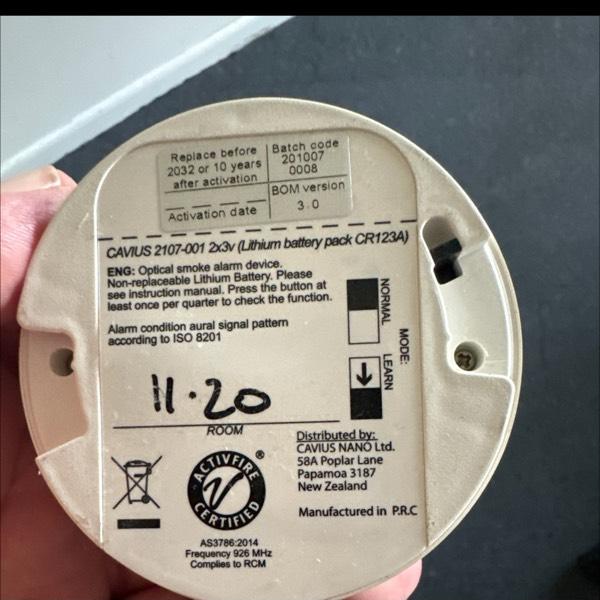 Replace before
2032 or 10 years
after activation
Activation date
Batch code
201007
0008
BOM version
3.0
CAVIUS 2107-001 2x3v (Lithium battery pack CR123A)
ENG: Optical smoke alarm device.
Non-replaceable Lithium Battery. Please
see instruction manual. Press the button at
least once per quarter to check the function.
Alarm condition aural signal pattern
according to ISO 8201
NORMAL
MODE:
LEARN
11.20
ROOM
ACTIVFIRE®
CERTIFIED
AS3786:2014
Frequency 926 MHz
Complies to RCM
Distributed by:
CAVIUS NANO Ltd.
58A Poplar Lane
Papamoa 3187
New Zealand
Manufactured in P.R.C